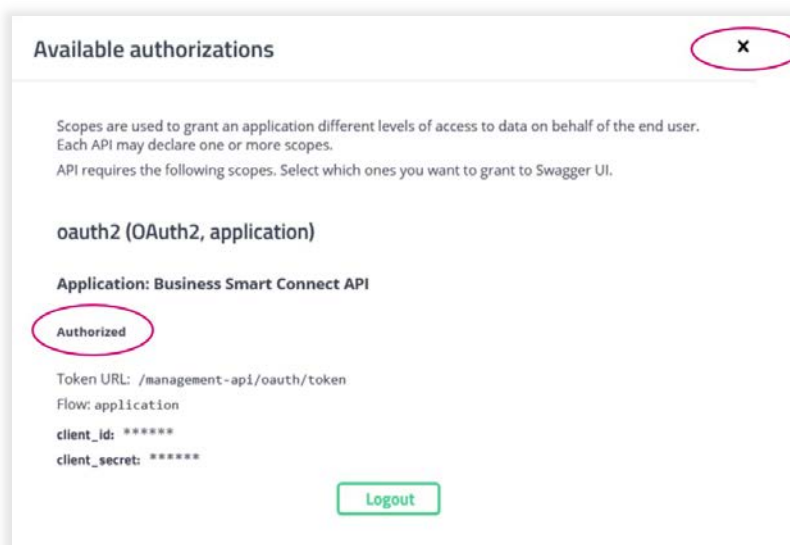 Available authorizations
x
Scopes are used to grant an application different levels of access to data on behalf of the end user.
Each API may declare one or more scopes.
API requires the following scopes. Select which ones you want to grant to Swagger UI.
oauth2 (OAuth2, application)
Application: Business Smart Connect API
Authorized
Token URL: /management-api/oauth/token
Flow: application
client_id: ******
client_secret: ******
Logout